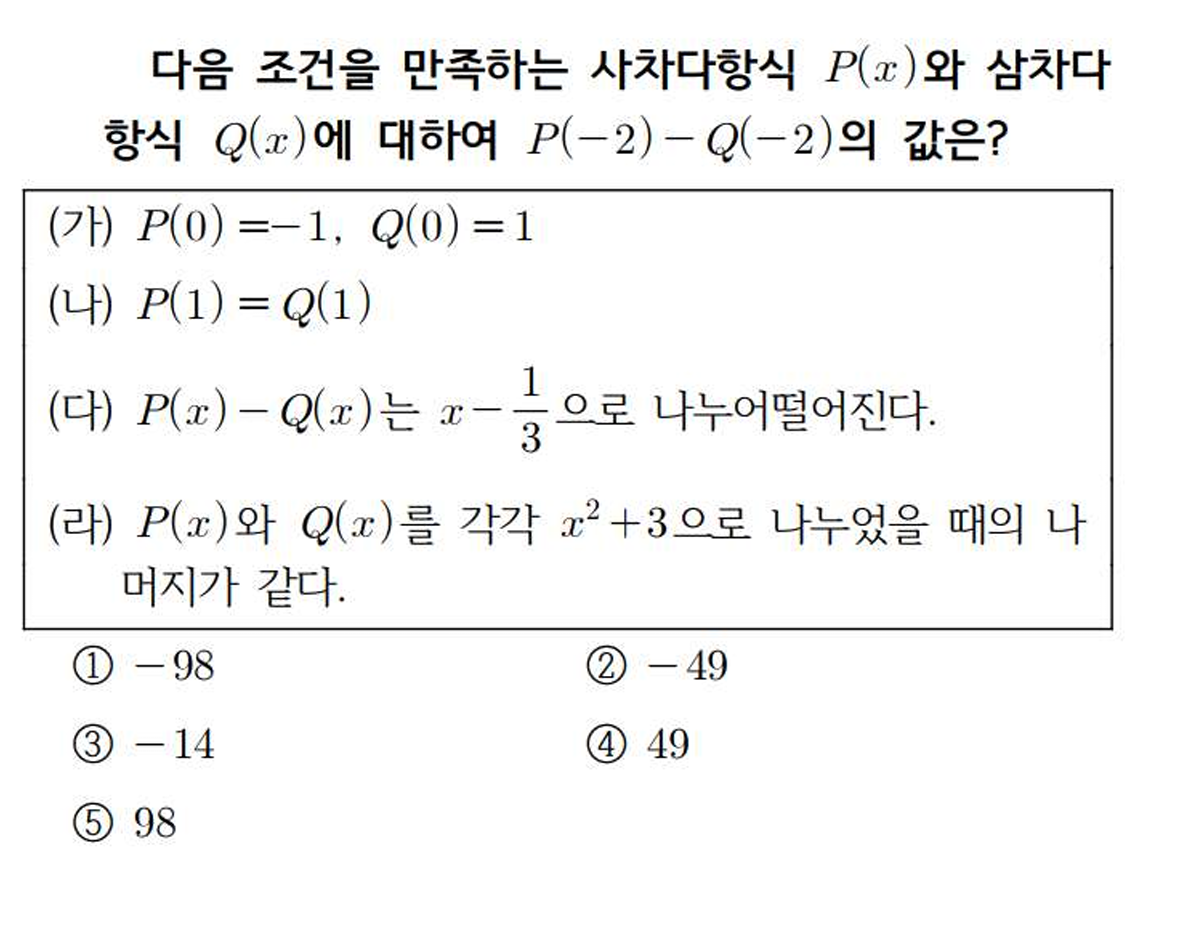 다음 조건을 만족하는 사차다항식 P(x)와 삼차다
항식 Q(x)에 대하여 P(−2)−Q(−2)의 값은?
(가) P(0)=−1, Q(0)=1
(나) P(1)=Q(1)
(다) P(x)−Q(x)는 x−1/3으로 나누어떨어진다.
(라) P(x)와 Q(x)를 각각 x²+3으로 나누었을 때의 나
머지가 같다.
① −98 ② −49
③ −14 ④ 49
⑤ 98